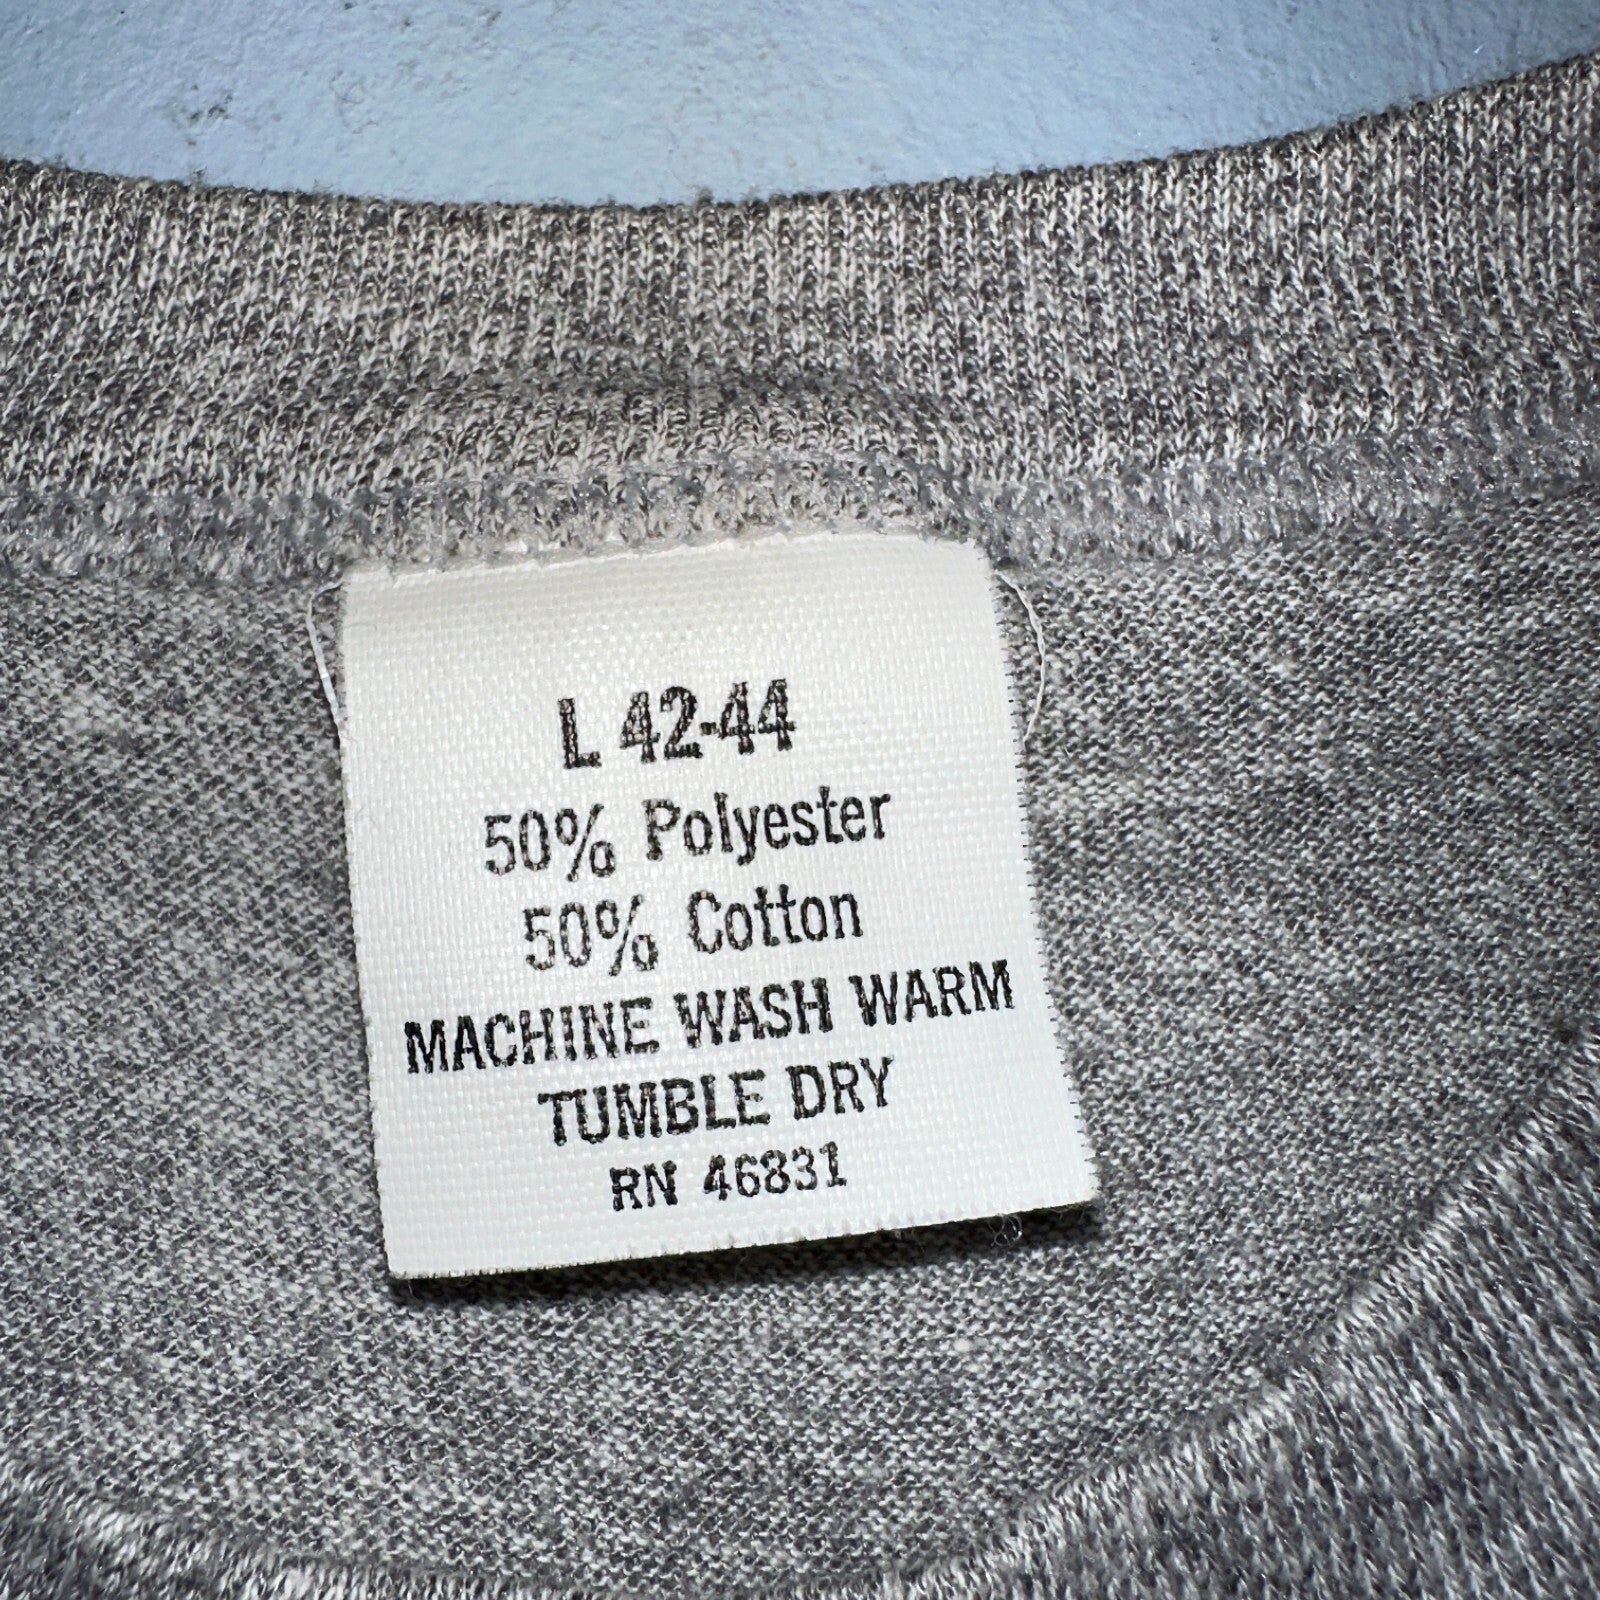 L 42-44
50% Polyester
50% Cotton
MACHINE WASH WARM
TUMBLE DRY
RN 46831